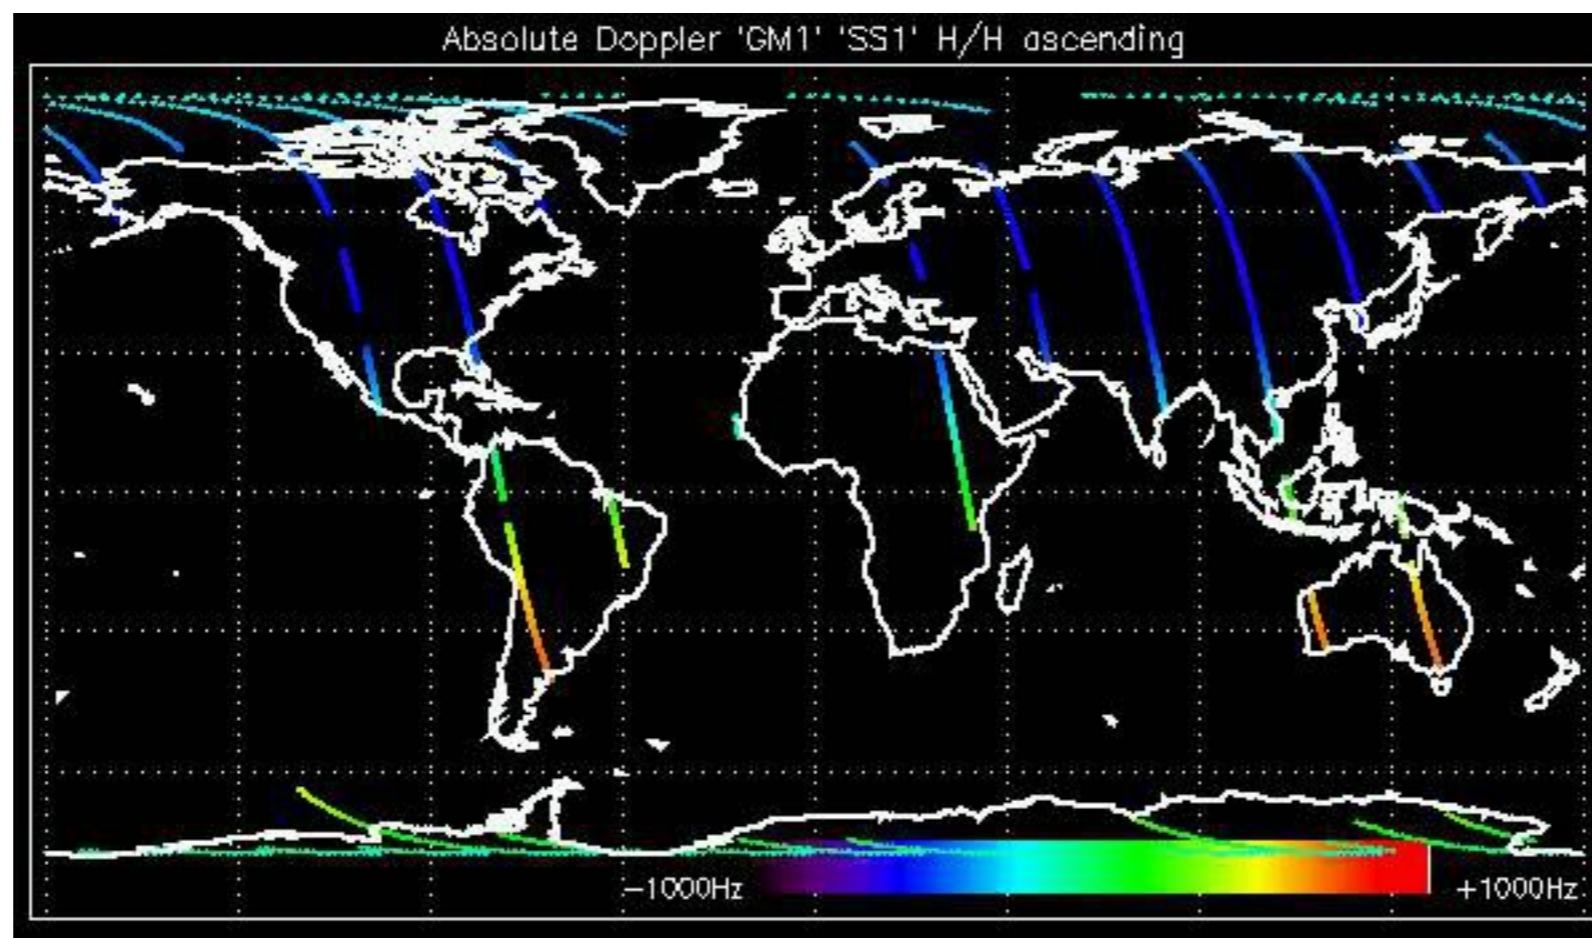 Absolute Doppler 'GM1' 'SS1' H/H ascending
−1000Hz +1000Hz